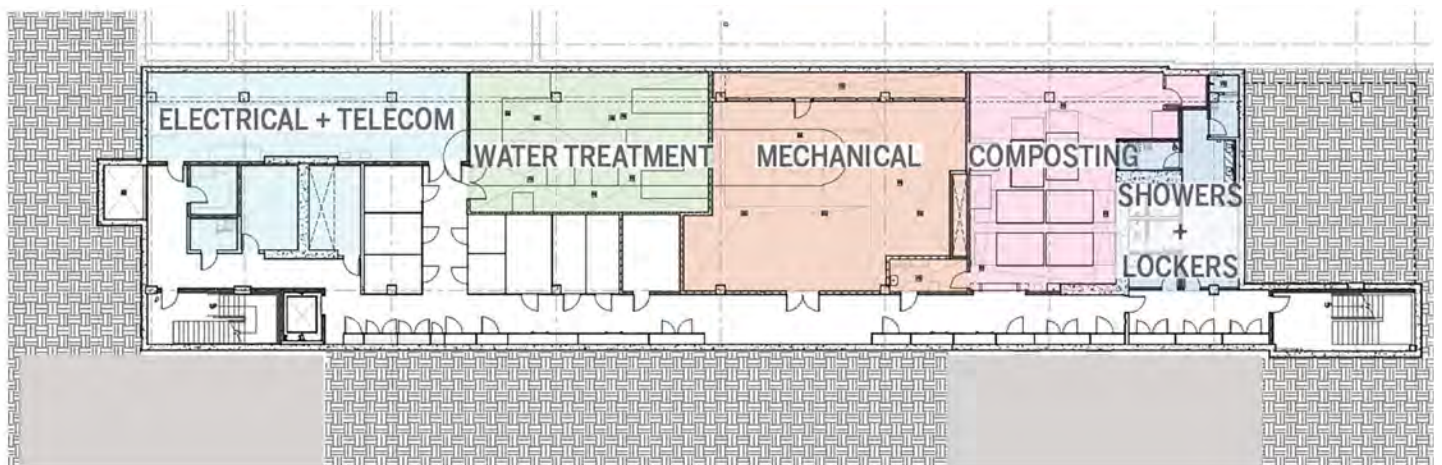 ELECTRICAL + TELECOM
WATER TREATMENT
MECHANICAL
COMPOSTING
SHOWERS
+
LOCKERS